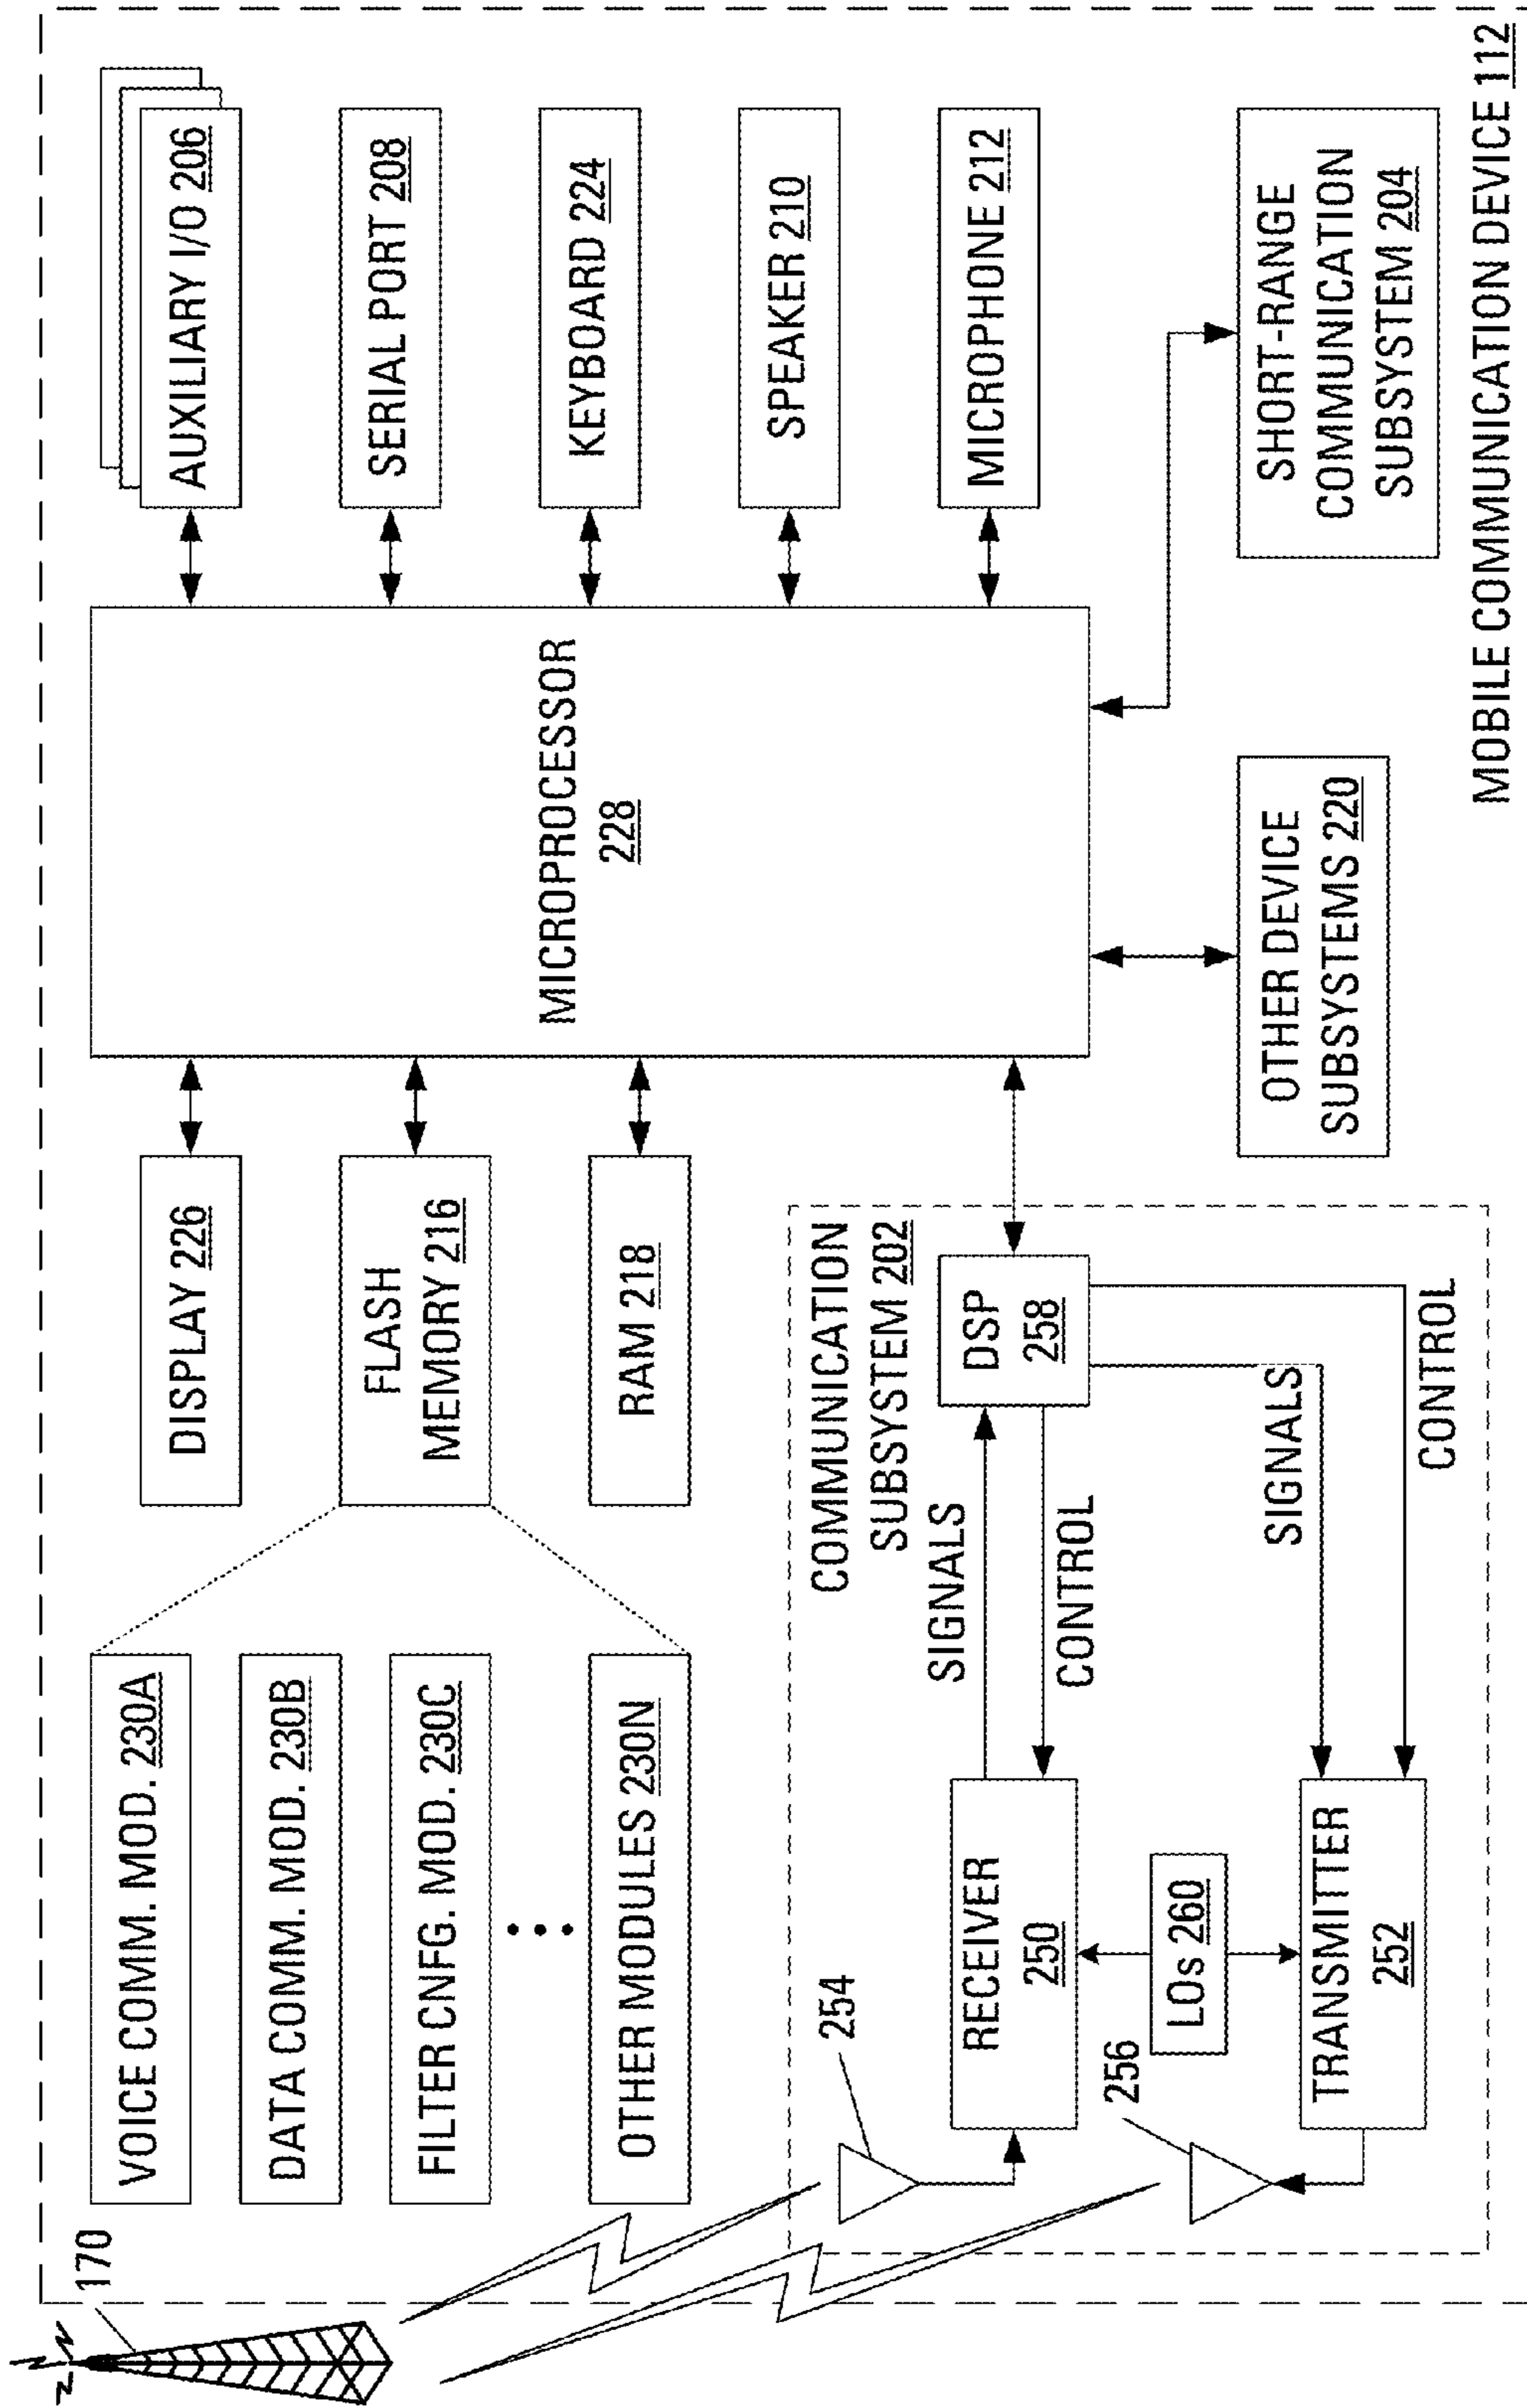 170
VOICE COMM. MOD. 230A
DATA COMM. MOD. 230B
FILTER CNFG. MOD. 230C
OTHER MODULES 230N
DISPLAY 226
FLASH
MEMORY 216
RAM 218
MICROPROCESSOR
228
AUXILIARY I/O 206
SERIAL PORT 208
KEYBOARD 224
SPEAKER 210
MICROPHONE 212
COMMUNICATION
SUBSYSTEM 202
254
RECEIVER
250
SIGNALS
CONTROL
DSP
258
256
LOs 260
TRANSMITTER
252
SIGNALS
CONTROL
OTHER DEVICE
SUBSYSTEMS 220
SHORT-RANGE
COMMUNICATION
SUBSYSTEM 204
MOBILE COMMUNICATION DEVICE 112